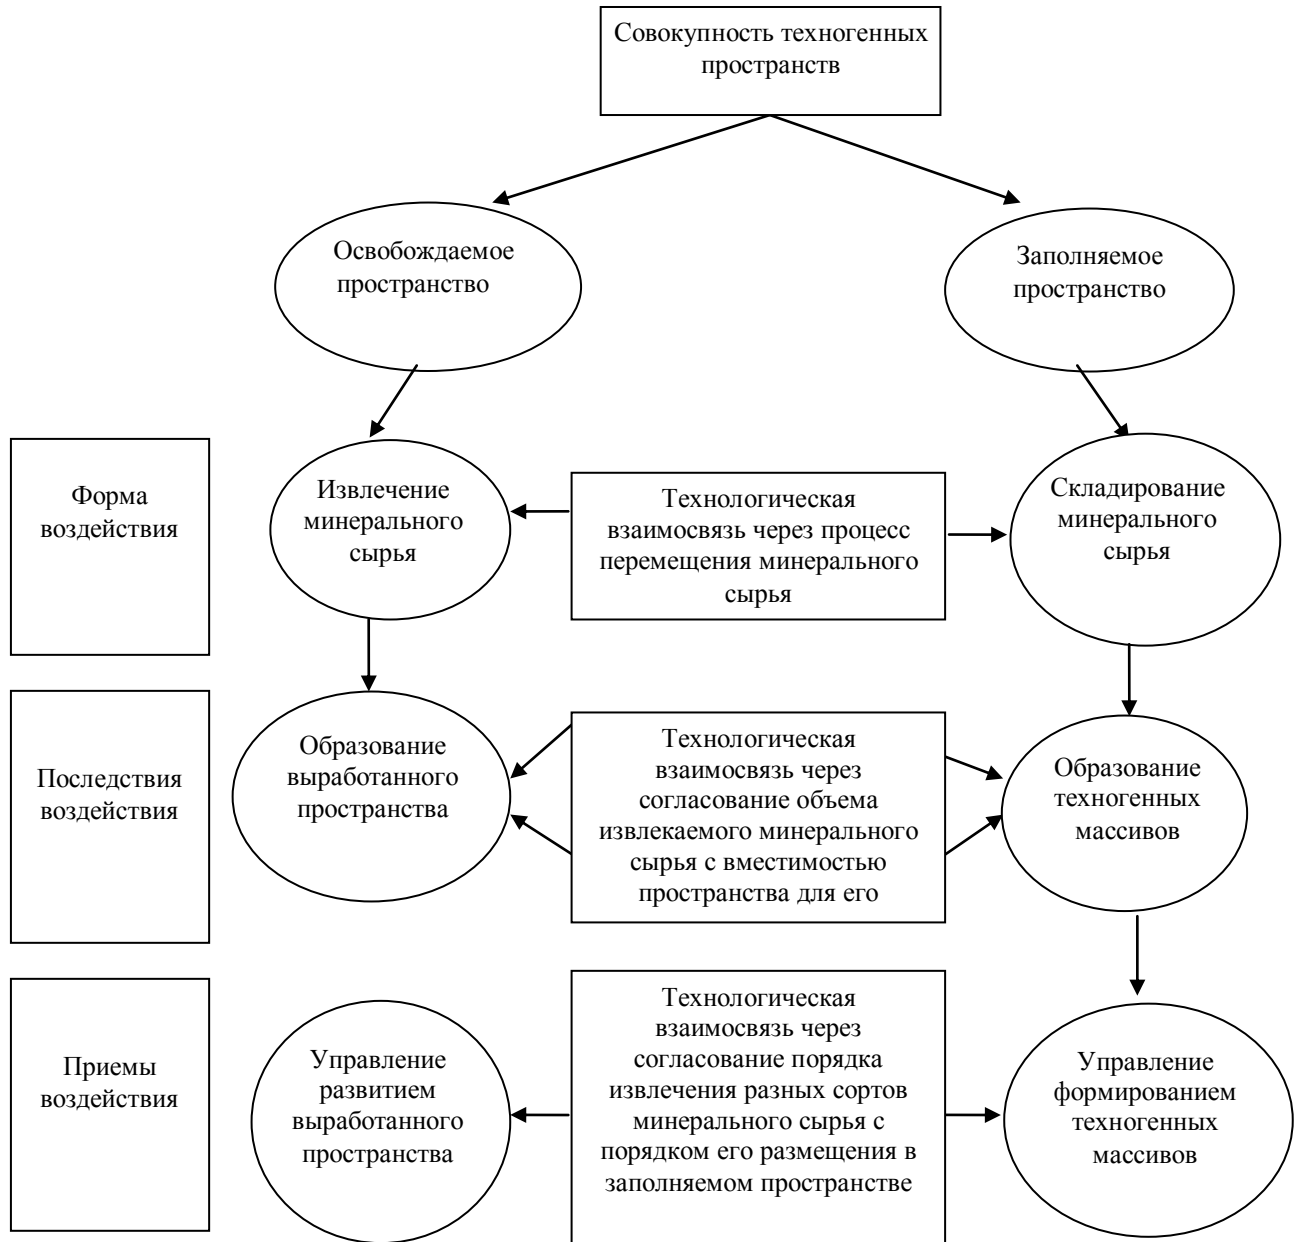 Совокупность техногенных
пространств
Освобождаемое
пространство
Заполняемое
пространство
Форма
воздействия
Извлечение
минерального
сырья
Технологическая
взаимосвязь через процесс
перемещения минерального
сырья
Складирование
минерального
сырья
Последствия
воздействия
Образование
выработанного
пространства
Технологическая
взаимосвязь через
согласование объема
извлекаемого минерального
сырья с вместимостью
пространства для его
Образование
техногенных
массивов
Приемы
воздействия
Управление
развитием
выработанного
пространства
Технологическая
взаимосвязь через
согласование порядка
извлечения разных сортов
минерального сырья с
порядком его размещения в
заполняемом пространстве
Управление
формированием
техногенных
массивов